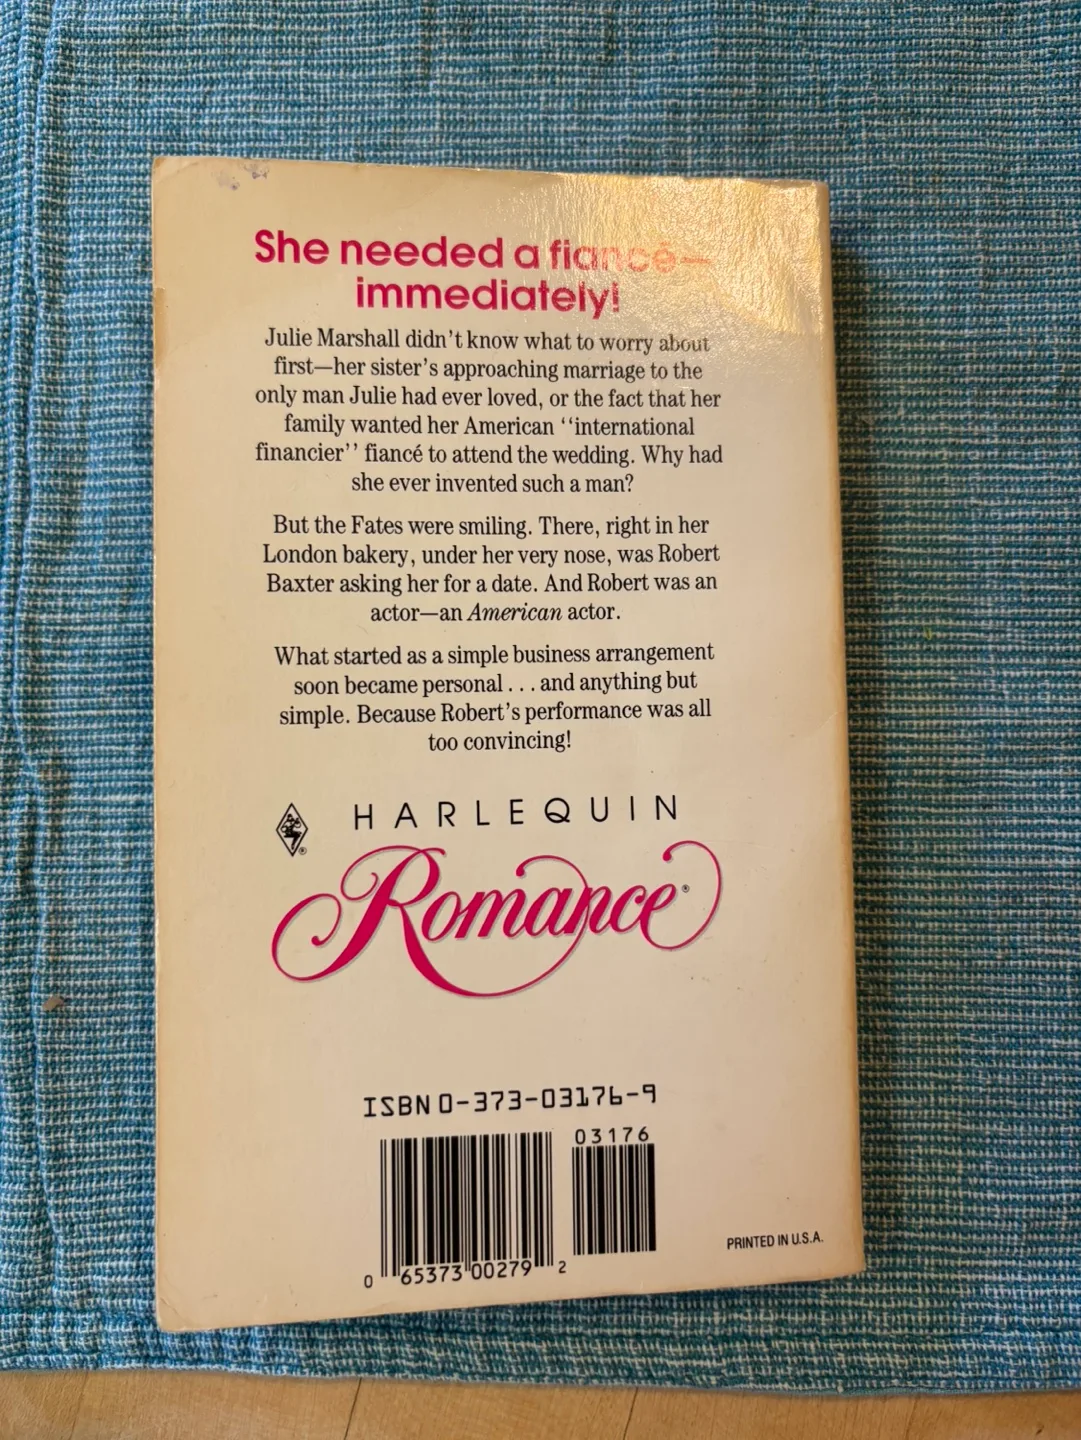 She needed a fiancé—
immediately!
Julie Marshall didn't know what to worry about
first—her sister's approaching marriage to the
only man Julie had ever loved, or the fact that her
family wanted her American ‘‘international
financier’’ fiancé to attend the wedding. Why had
she ever invented such a man?
But the Fates were smiling. There, right in her
London bakery, under her very nose, was Robert
Baxter asking her for a date. And Robert was an
actor—an American actor.
What started as a simple business arrangement
soon became personal . . . and anything but
simple. Because Robert's performance was all
too convincing!
HARLEQUIN
®
Romance®
ISBN 0-373-03176-9
03176
0 65373 00279 2
PRINTED IN U.S.A.